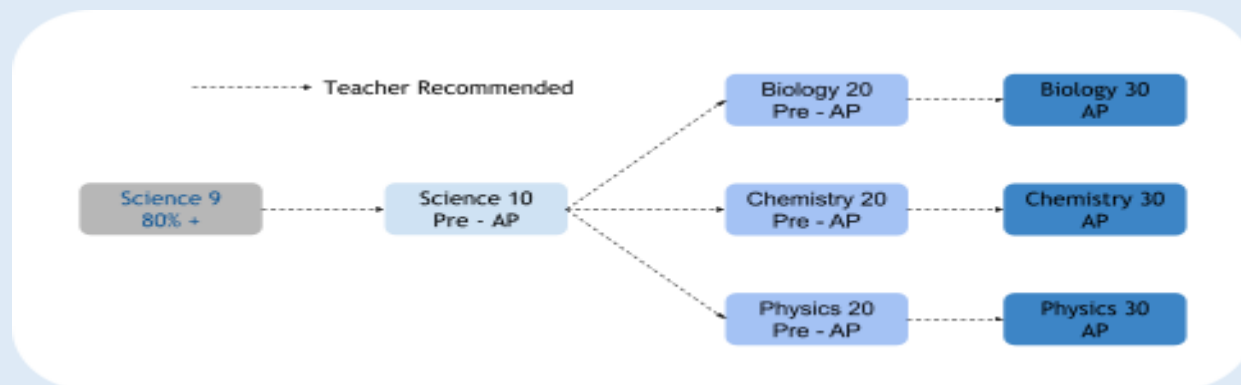 Teacher Recommended
Science 9
80% +
Science 10
Pre - AP
Biology 20
Pre - AP
Biology 30
AP
Chemistry 20
Pre - AP
Chemistry 30
AP
Physics 20
Pre - AP
Physics 30
AP